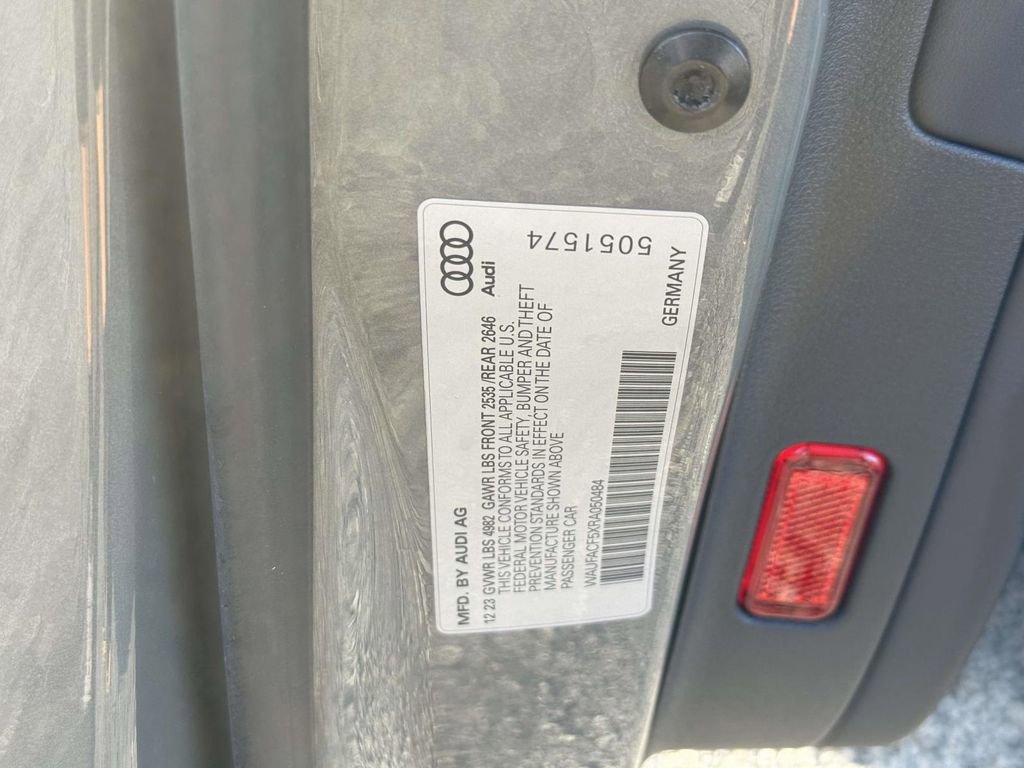 Audi
5051574
MFD. BY AUDI AG
GERMANY
12 23 GVWR LBS 4982 GAWR LBS FRONT 2535 /REAR 2646
THIS VEHICLE CONFORMS TO ALL APPLICABLE U.S.
FEDERAL MOTOR VEHICLE SAFETY, BUMPER AND THEFT
PREVENTION STANDARDS IN EFFECT ON THE DATE OF
MANUFACTURE SHOWN ABOVE
PASSENGER CAR
WAUFACF5XRA050484